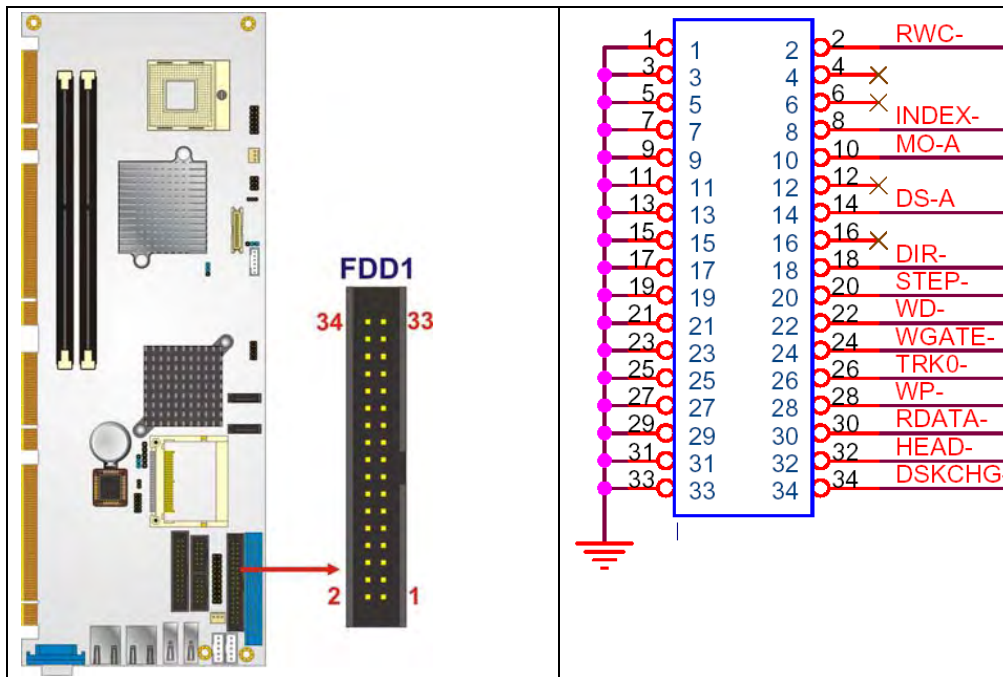 FDD1
34 33
2 1
1 1 2 2 RWC-
3 3 4 4
5 5 6 6
7 7 8 8 INDEX-
9 9 10 10 MO-A
11 11 12 12
13 13 14 14 DS-A
15 15 16 16
17 17 18 18 DIR-
19 19 20 20 STEP-
21 21 22 22 WD-
23 23 24 24 WGATE-
25 25 26 26 TRK0-
27 27 28 28 WP-
29 29 30 30 RDATA-
31 31 32 32 HEAD-
33 33 34 34 DSKCHG-